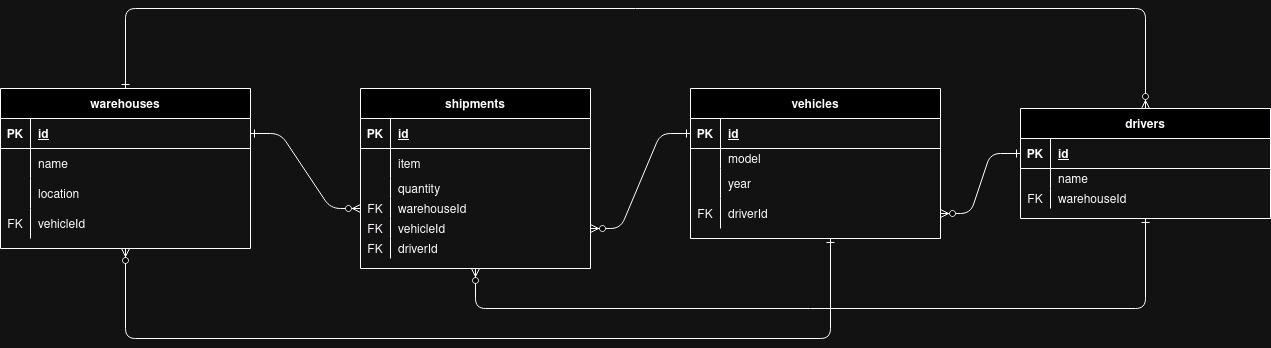 warehouses
PK id
name
location
FK vehicleId
shipments
PK id
item
quantity
FK warehouseId
FK vehicleId
FK driverId
vehicles
PK id
model
year
FK driverId
drivers
PK id
name
FK warehouseId